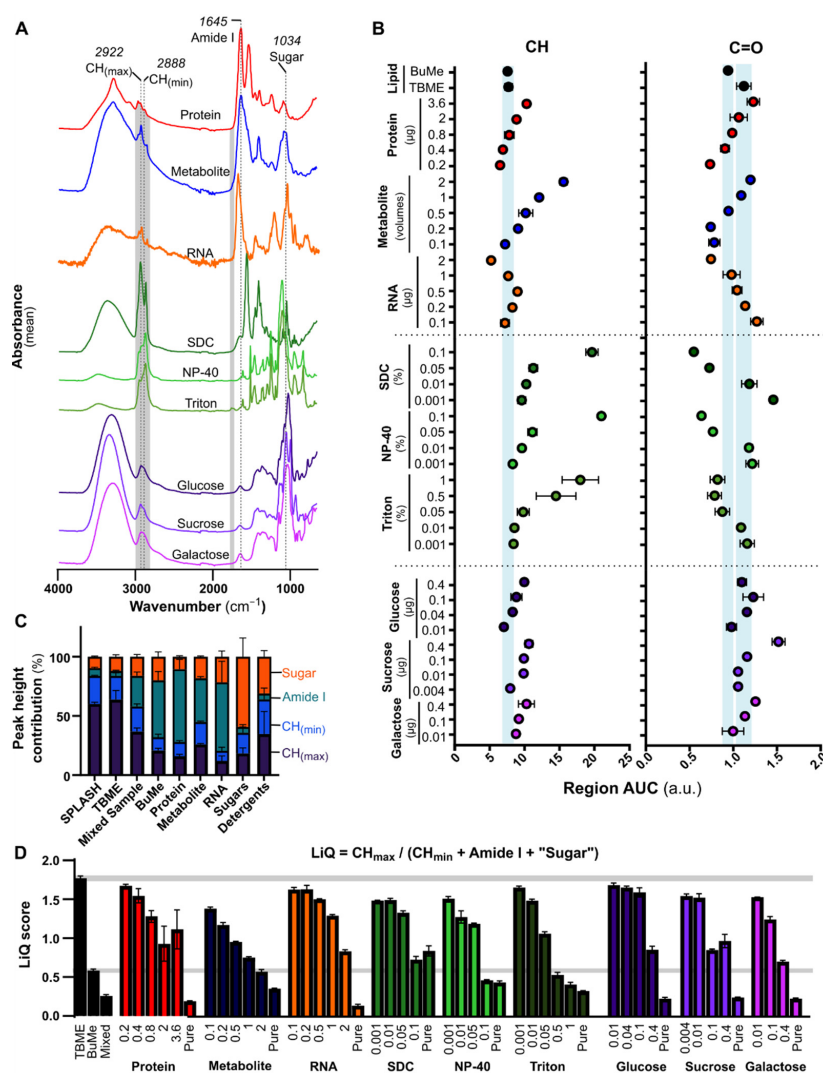 A
1645
Amide I
1034
Sugar
2922
CH(max)
2888
CH(min)
Protein
Metabolite
RNA
SDC
NP-40
Triton
Glucose
Sucrose
Galactose
Absorbance
(mean)
4000 3000 2000 1000
Wavenumber (cm⁻¹)
B
CH C=O
Lipid
BuMe
TBME
Protein
(µg)
3.6
2
0.8
0.4
0.2
Metabolite
(volumes)
2
1
0.5
0.2
0.1
RNA
(µg)
2
1
0.5
0.2
0.1
SDC
(%)
0.1
0.05
0.01
0.001
NP-40
(%)
0.1
0.05
0.01
0.001
Triton
(%)
1
0.5
0.05
0.01
0.001
Glucose
(µg)
0.4
0.1
0.04
0.01
Sucrose
(µg)
0.4
0.1
0.01
0.004
Galactose
(µg)
0.4
0.1
0.01
0 5 10 15 20 25 0.0 0.5 1.0 1.5 2.0
Region AUC (a.u.)
C
Peak height
contribution (%)
100
50
0
Sugar
Amide I
CH(min)
CH(max)
SPLASH
TBME
Mixed Sample
BuMe
Protein
Metabolite
RNA
Sugars
Detergents
D
LiQ = CHmax / (CHmin + Amide I + "Sugar")
LiQ score
2.0
1.5
1.0
0.5
0.0
TBME BuMe Mixed 0.2 0.4 0.8 2 3.6 Pure 0.1 0.2 0.5 1 2 Pure 0.1 0.2 0.5 1 2 Pure 0.001 0.01 0.05 0.1 Pure 0.001 0.01 0.05 0.1 Pure 0.001 0.01 0.05 0.5 1 Pure 0.01 0.04 0.1 0.4 Pure 0.004 0.01 0.1 0.4 Pure 0.01 0.1 0.4 Pure
Protein Metabolite RNA SDC NP-40 Triton Glucose Sucrose Galactose